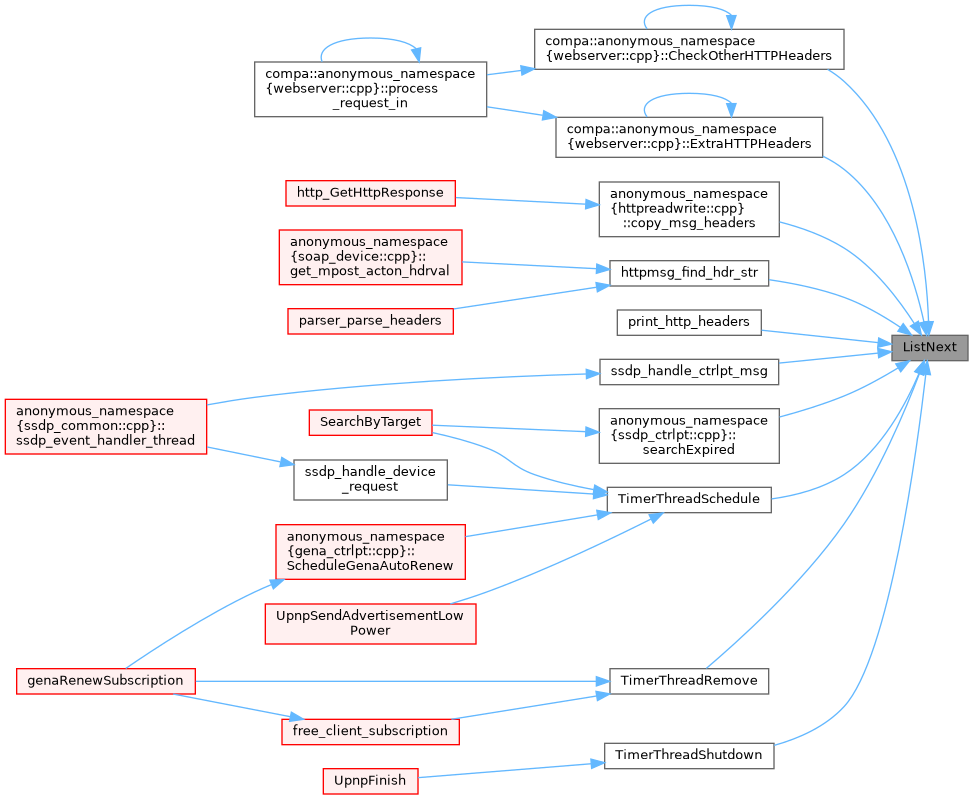 compa::anonymous_namespace
{webserver::cpp}::CheckOtherHTTPHeaders
compa::anonymous_namespace
{webserver::cpp}::process
_request_in
compa::anonymous_namespace
{webserver::cpp}::ExtraHTTPHeaders
http_GetHttpResponse
anonymous_namespace
{httpreadwrite::cpp}
::copy_msg_headers
anonymous_namespace
{soap_device::cpp}::
get_mpost_acton_hdrval
httpmsg_find_hdr_str
parser_parse_headers
print_http_headers
ListNext
ssdp_handle_ctrlpt_msg
anonymous_namespace
{ssdp_common::cpp}::
ssdp_event_handler_thread
SearchByTarget
anonymous_namespace
{ssdp_ctrlpt::cpp}::
searchExpired
ssdp_handle_device
_request
TimerThreadSchedule
anonymous_namespace
{gena_ctrlpt::cpp}::
ScheduleGenaAutoRenew
UpnpSendAdvertisementLow
Power
genaRenewSubscription
TimerThreadRemove
free_client_subscription
TimerThreadShutdown
UpnpFinish